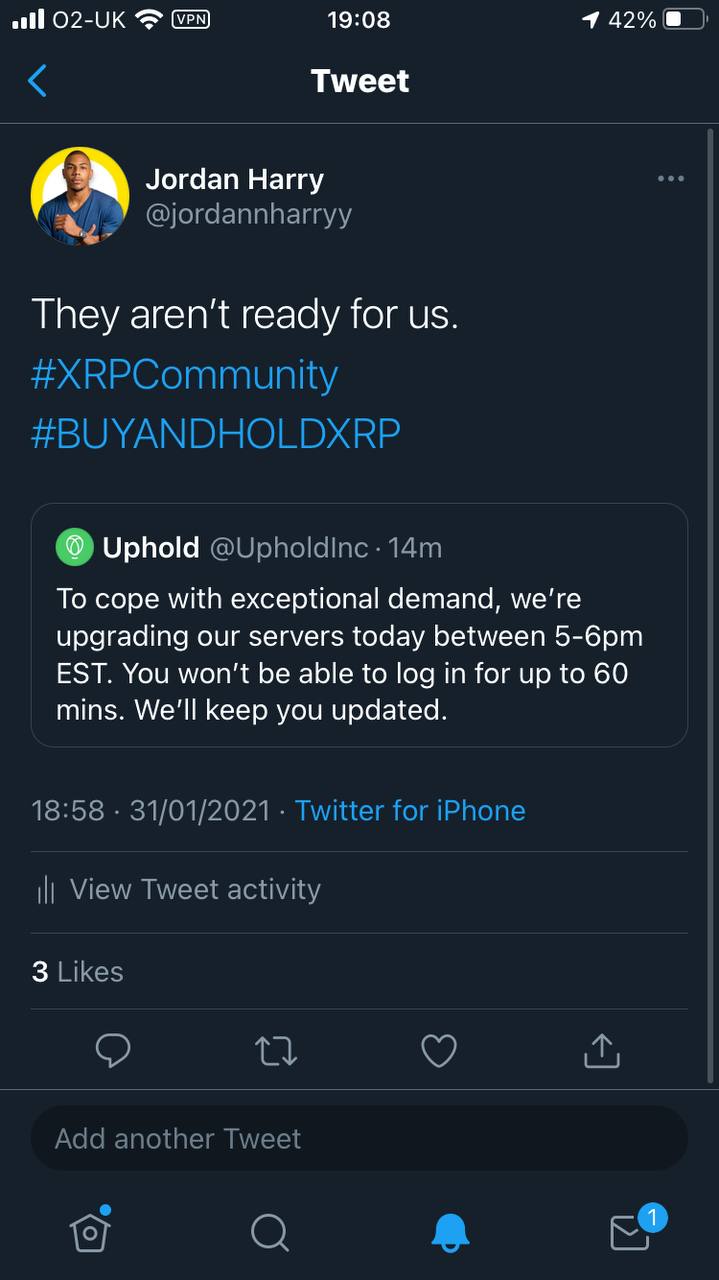 O2-UK VPN 19:08 42%
Tweet
Jordan Harry
@jordannharryy
They aren’t ready for us.
#XRPCommunity
#BUYANDHOLDXRP
Uphold @UpholdInc · 14m
To cope with exceptional demand, we’re
upgrading our servers today between 5-6pm
EST. You won’t be able to log in for up to 60
mins. We’ll keep you updated.
18:58 · 31/01/2021 · Twitter for iPhone
View Tweet activity
3 Likes
Add another Tweet
1